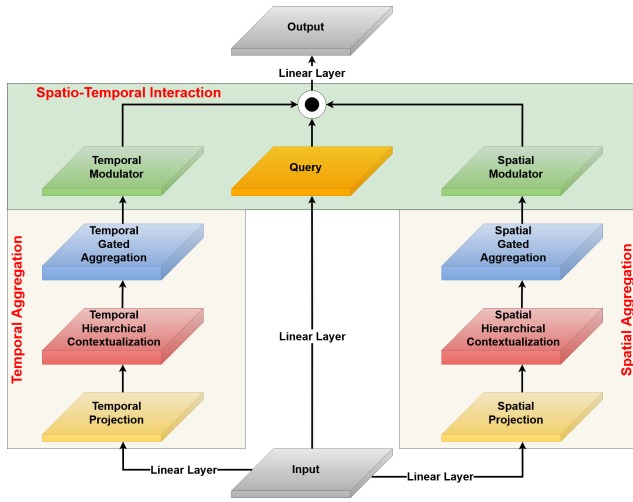 Output
Linear Layer
Spatio-Temporal Interaction
Temporal
Modulator
Query
Spatial
Modulator
Temporal Aggregation
Temporal
Gated
Aggregation
Spatial
Gated
Aggregation
Spatial Aggregation
Temporal
Hierarchical
Contextualization
Linear Layer
Spatial
Hierarchical
Contextualization
Temporal
Projection
Spatial
Projection
Linear Layer
Input
Linear Layer